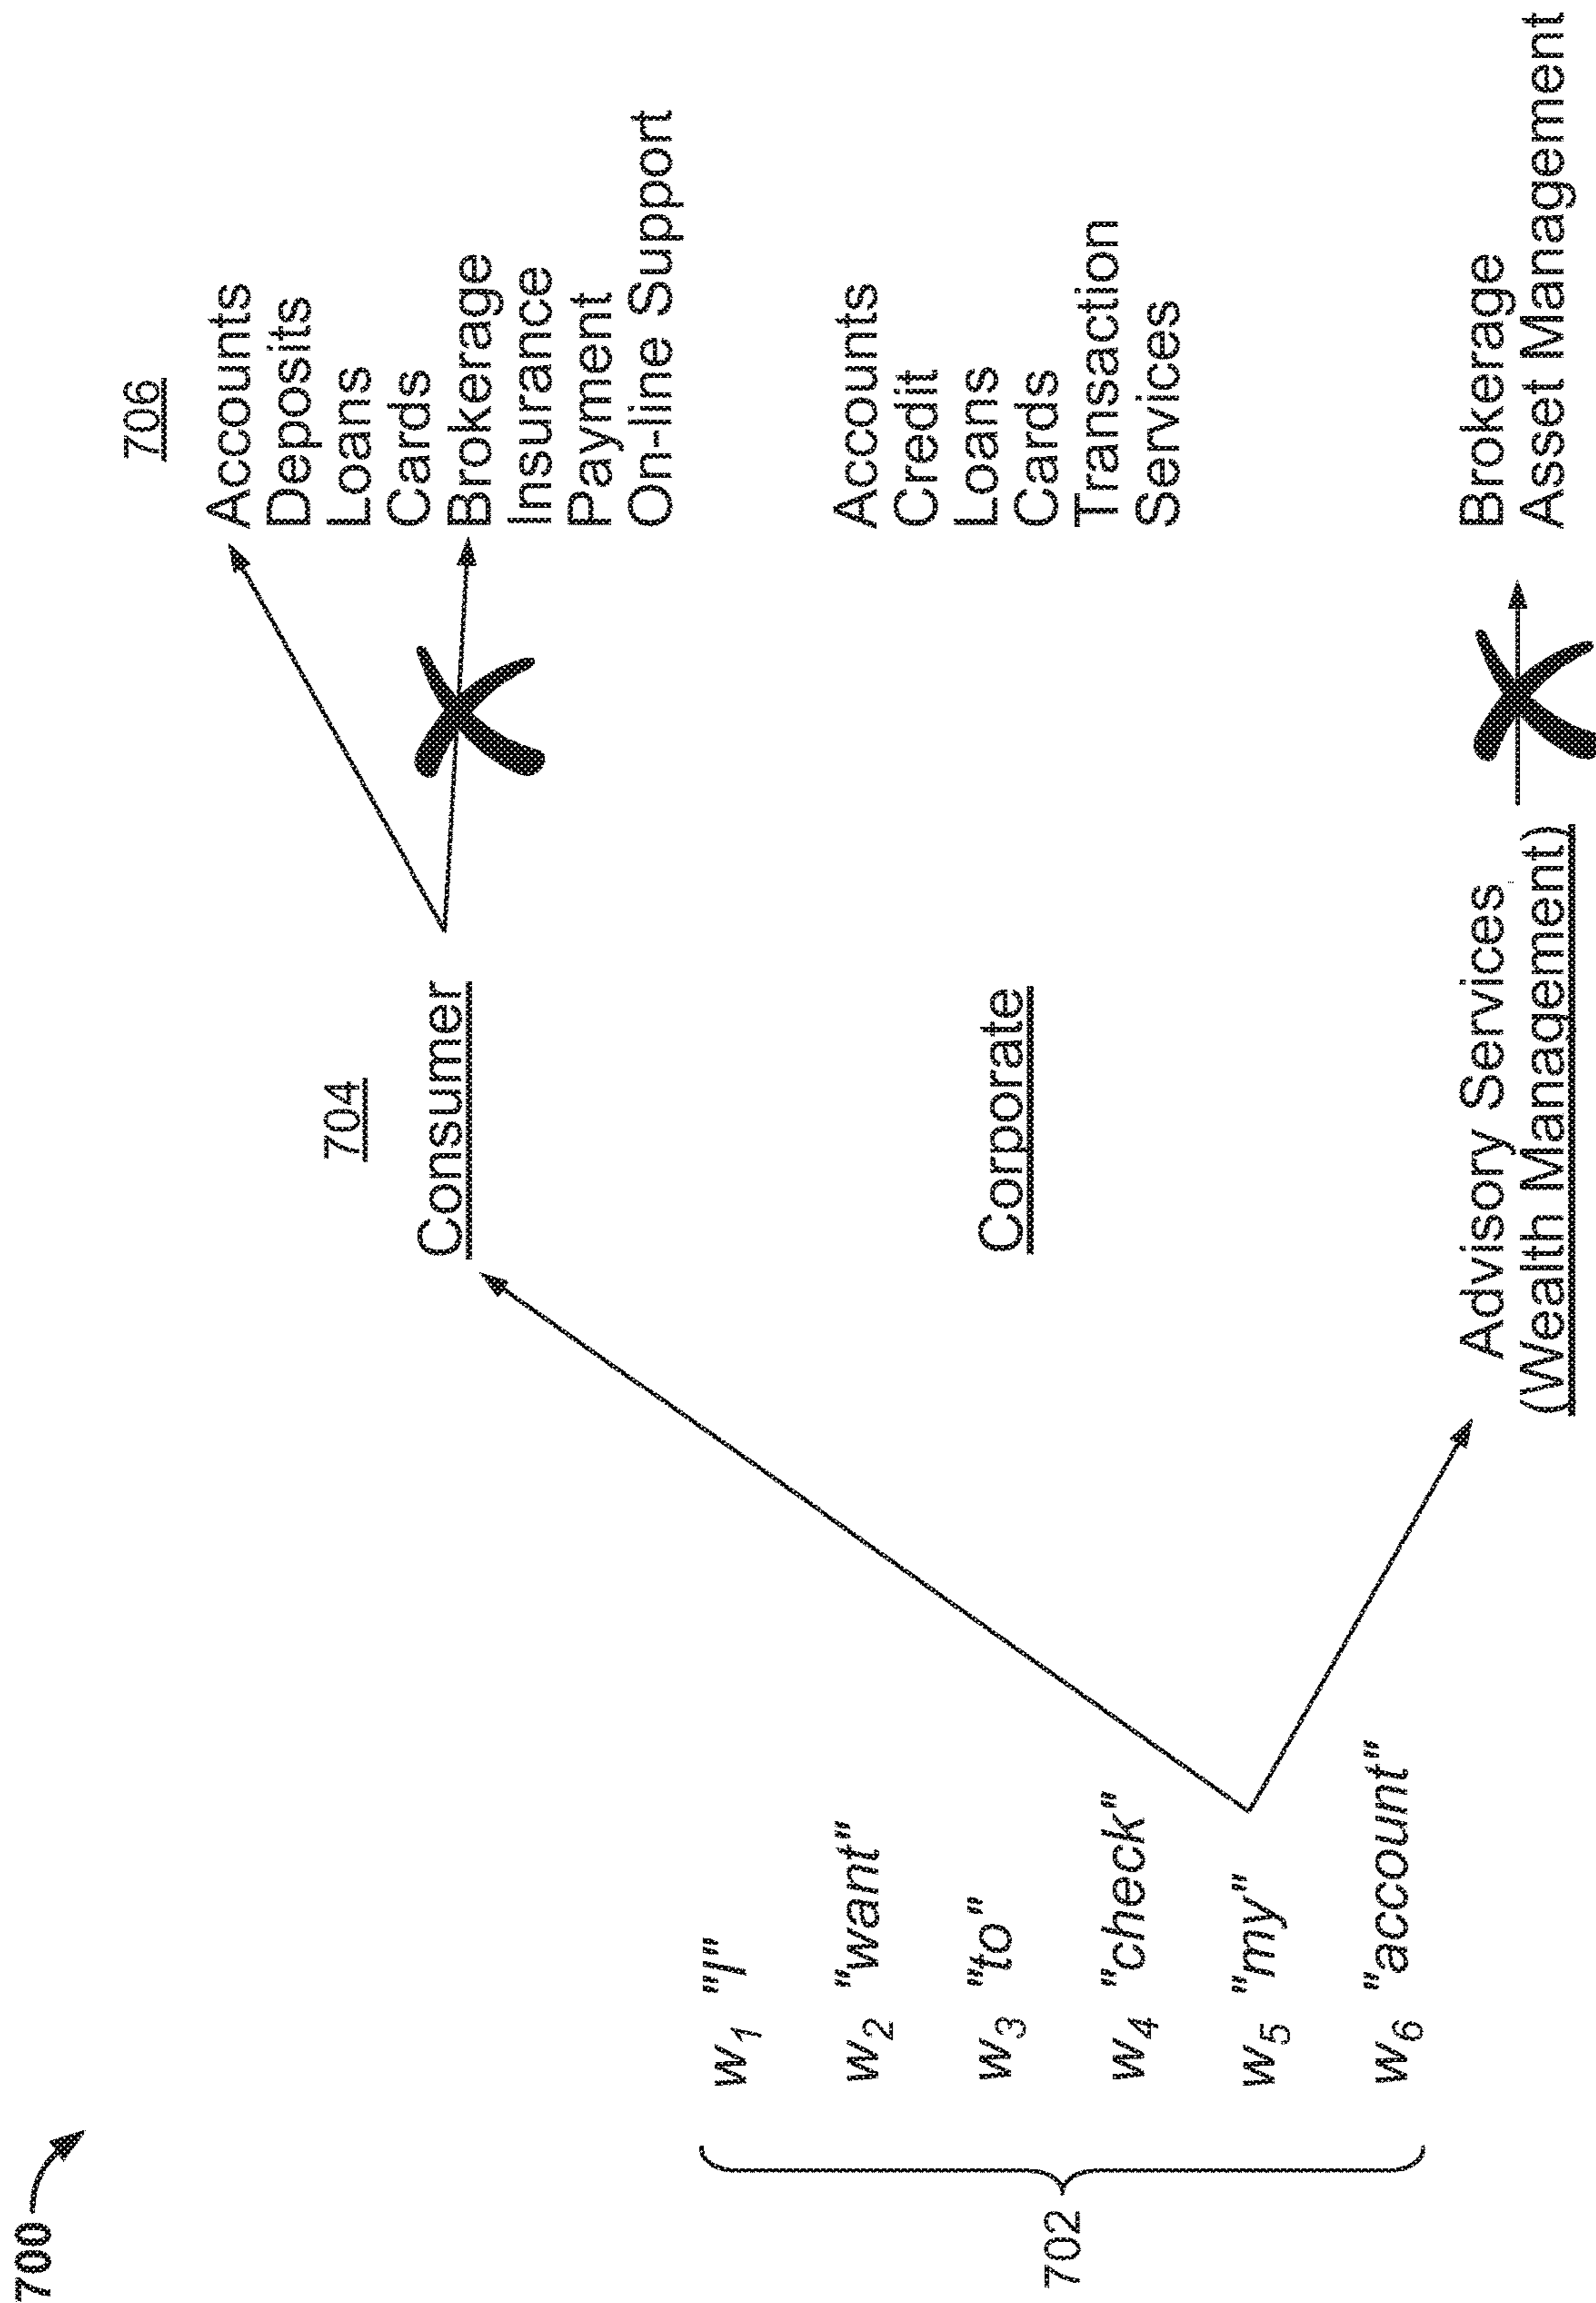 700
702
w1 "I"
w2 "want"
w3 "to"
w4 "check"
w5 "my"
w6 "account"
704
Consumer
Corporate
Advisory Services
(Wealth Management)
706
Accounts
Deposits
Loans
Cards
Brokerage
Insurance
Payment
On-line Support
Accounts
Credit
Loans
Cards
Transaction
Services
Brokerage
Asset Management